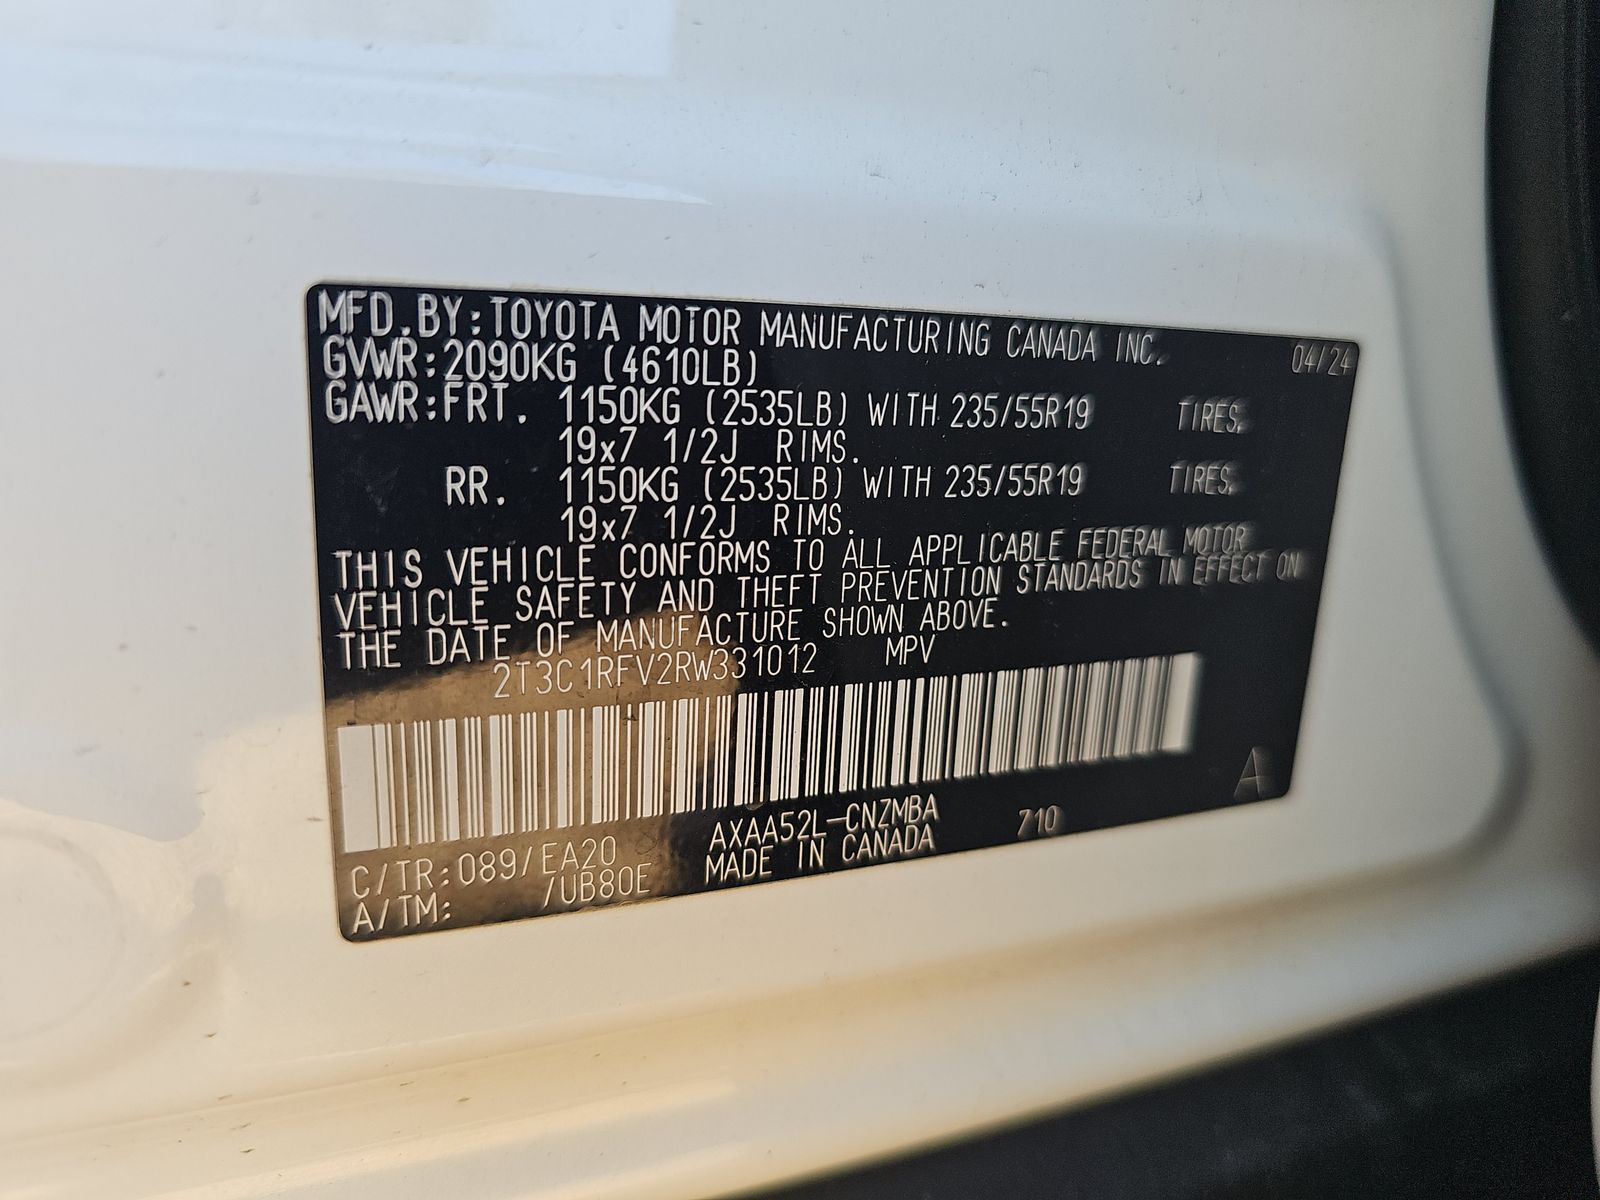 MFD.BY:TOYOTA MOTOR MANUFACTURING CANADA INC. 04/24
GVWR:2090KG (4610LB)
GAWR:FRT. 1150KG (2535LB) WITH 235/55R19 TIRES,
19x7 1/2J RIMS.
RR. 1150KG (2535LB) WITH 235/55R19 TIRES,
19x7 1/2J RIMS.
THIS VEHICLE CONFORMS TO ALL APPLICABLE FEDERAL MOTOR
VEHICLE SAFETY AND THEFT PREVENTION STANDARDS IN EFFECT ON
THE DATE OF MANUFACTURE SHOWN ABOVE.
2T3C1RFV2RW331012 MPV
C/TR:089/EA20 AXAA52L-CNZMBA 710 A
A/TM: /UB80E MADE IN CANADA